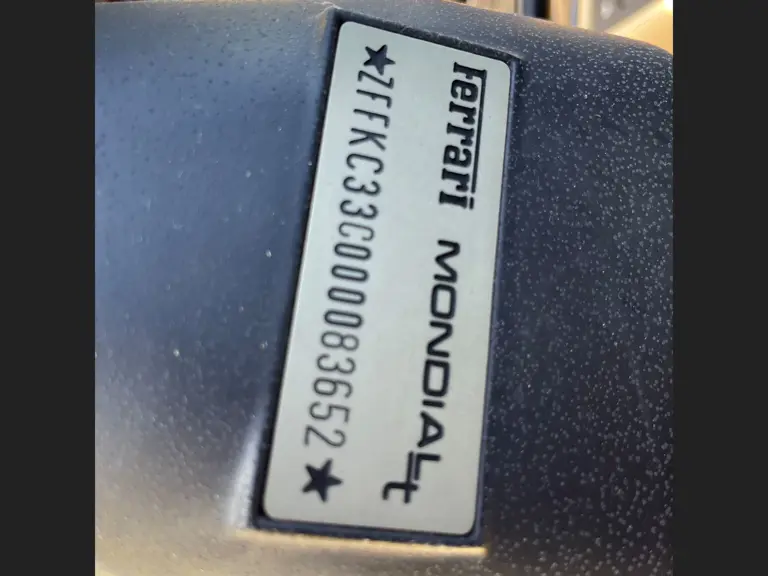 Ferrari MONDIAL t
★ZFFKC33C000083652★